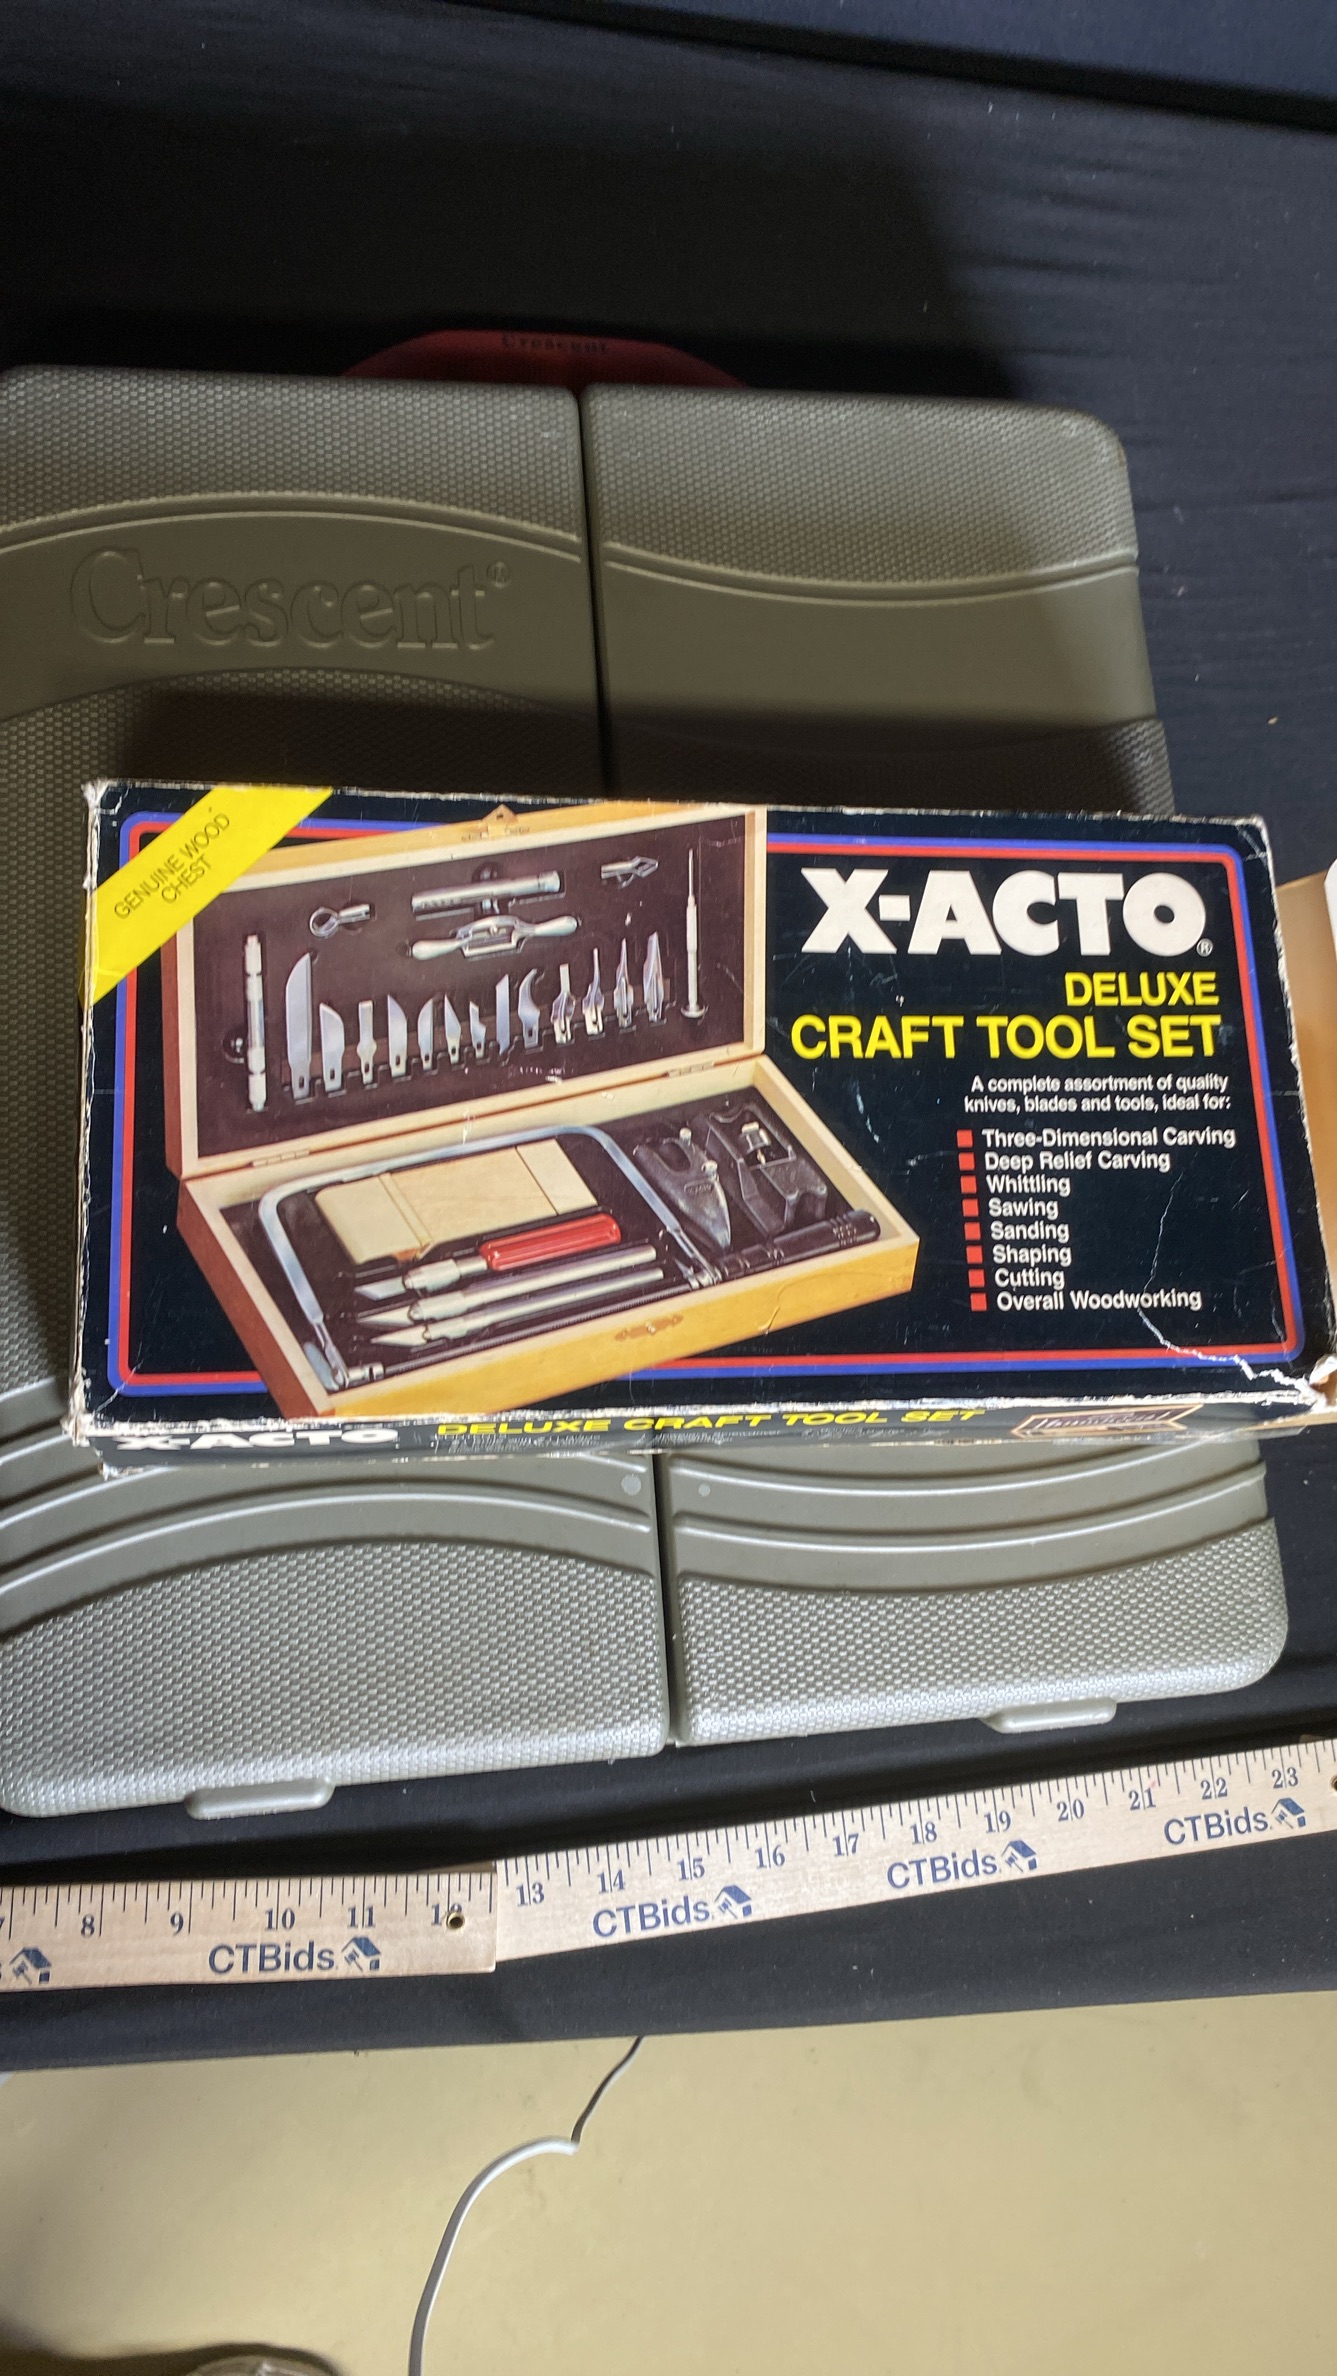 Crescent
Crescent®
GENUINE WOOD
CHEST
X-ACTO®
DELUXE
CRAFT TOOL SET
A complete assortment of quality
knives, blades and tools, ideal for:
Three-Dimensional Carving
Deep Relief Carving
Whittling
Sawing
Sanding
Shaping
Cutting
Overall Woodworking
X-ACTO DELUXE CRAFT TOOL SET
7 8 9 10 11 12 13 14 15 16 17 18 19 20 21 22 23
CTBids. CTBids. CTBids. CTBids.